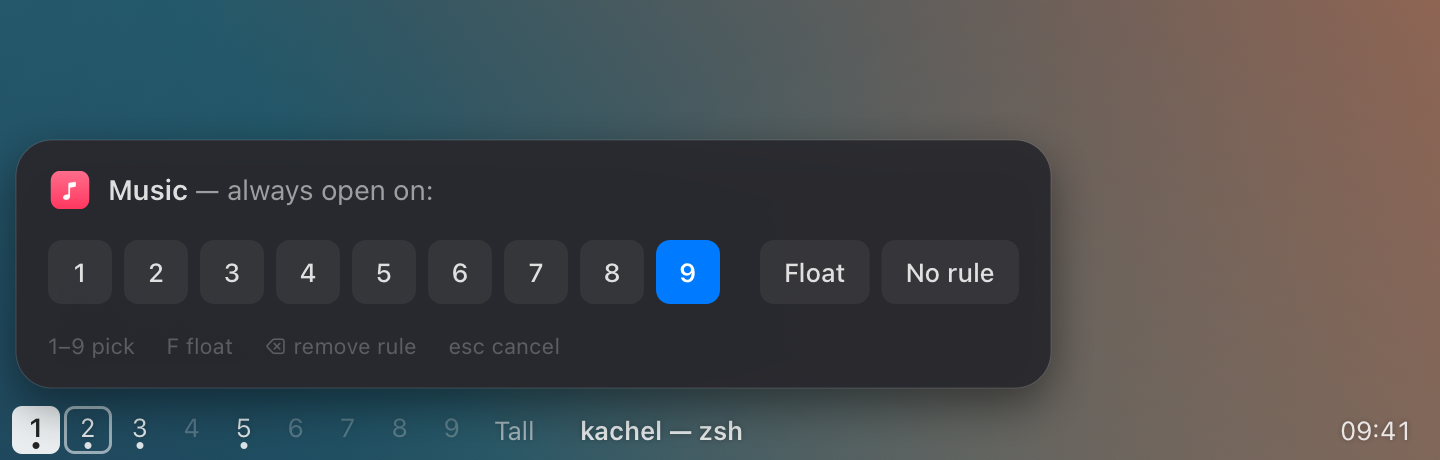 Music — always open on:
1 2 3 4 5 6 7 8 9 Float No rule
1–9 pick F float ⌫ remove rule esc cancel
1 2 3 4 5 6 7 8 9 Tall kachel — zsh 09:41